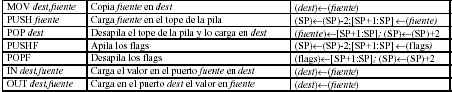 MOV dest,fuente Copia fuente en dest (dest)←(fuente)
PUSH fuente Carga fuente en el tope de la pila (SP)←(SP)-2;[SP+1:SP] ←(fuente)
POP dest Desapila el tope de la pila y lo carga en dest (fuente)←[SP+1:SP]; (SP)←(SP)+2
PUSHF Apila los flags (SP)←(SP)-2;[SP+1:SP] ←(flags)
POPF Desapila los flags (flags)←[SP+1:SP]; (SP)←(SP)+2
IN dest,fuente Carga el valor en el puerto fuente en dest (dest)←(fuente)
OUT dest,fuente Carga en el puerto dest el valor en fuente (dest)←(fuente)